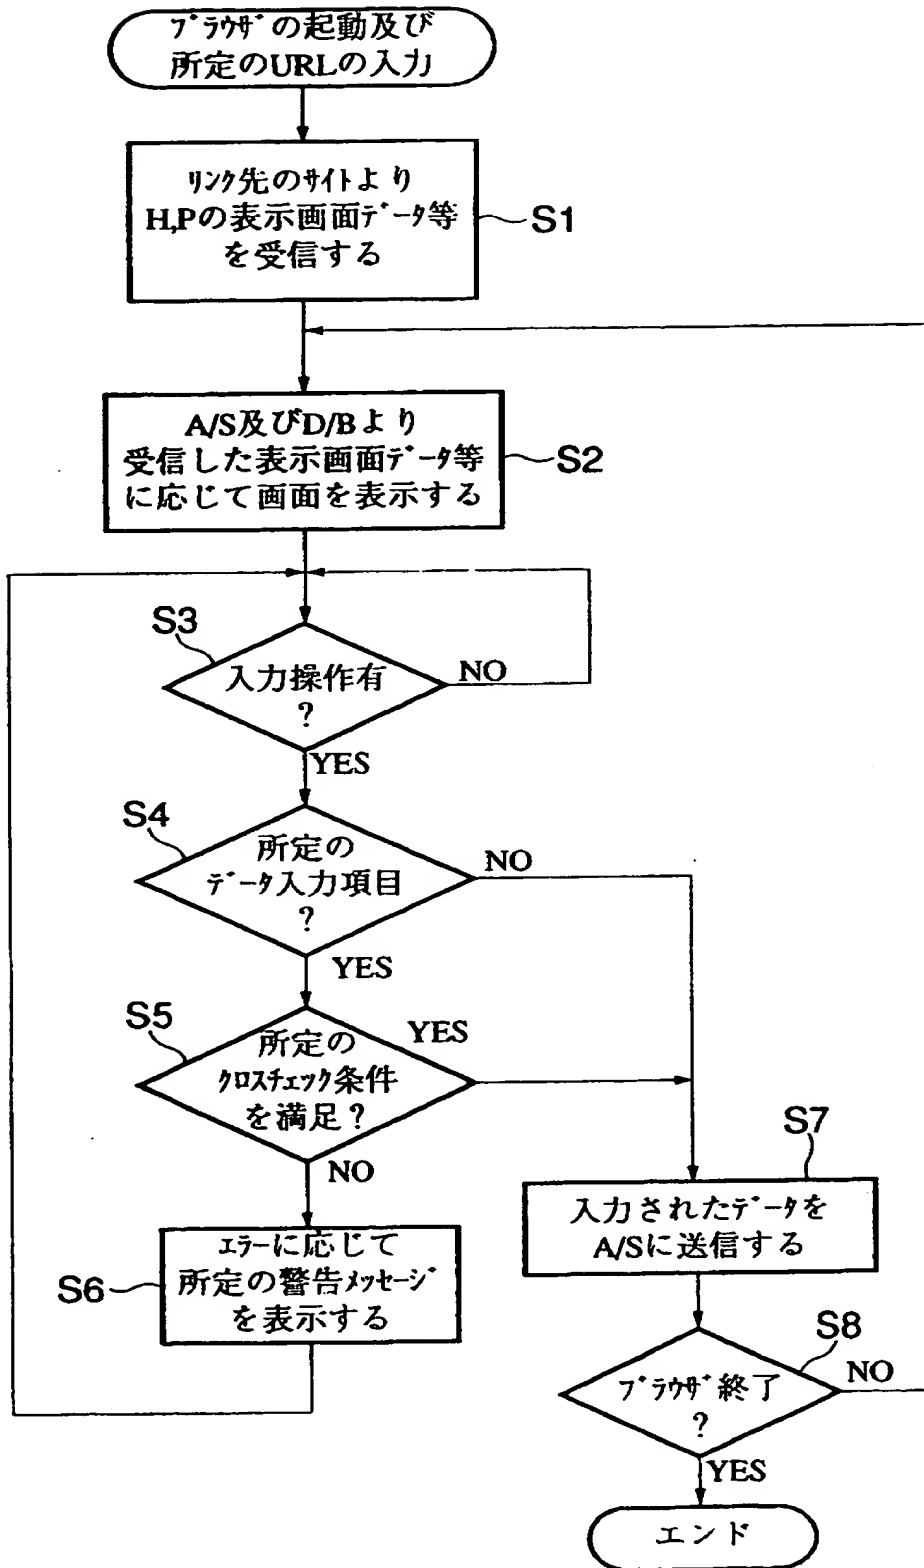 ブラウザの起動及び
所定のURLの入力
リンク先のサイトより
H,Pの表示画面データ等
を受信する
S1
A/S及びD/Bより
受信した表示画面データ等
に応じて画面を表示する
S2
S3
入力操作有
?
NO
YES
S4
所定の
データ入力項目
?
NO
YES
S5
所定の
クロスチェック条件
を満足?
YES
NO
S6
エラーに応じて
所定の警告メッセージ
を表示する
S7
入力されたデータを
A/Sに送信する
S8
ブラウザ終了
?
NO
YES
エンド